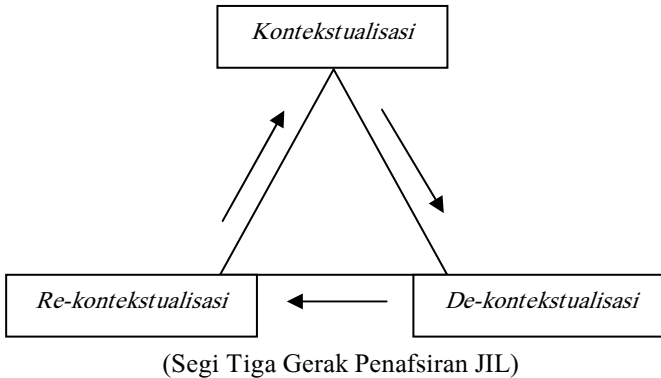 Kontekstualisasi
Re-kontekstualisasi
De-kontekstualisasi
(Segi Tiga Gerak Penafsiran JIL)